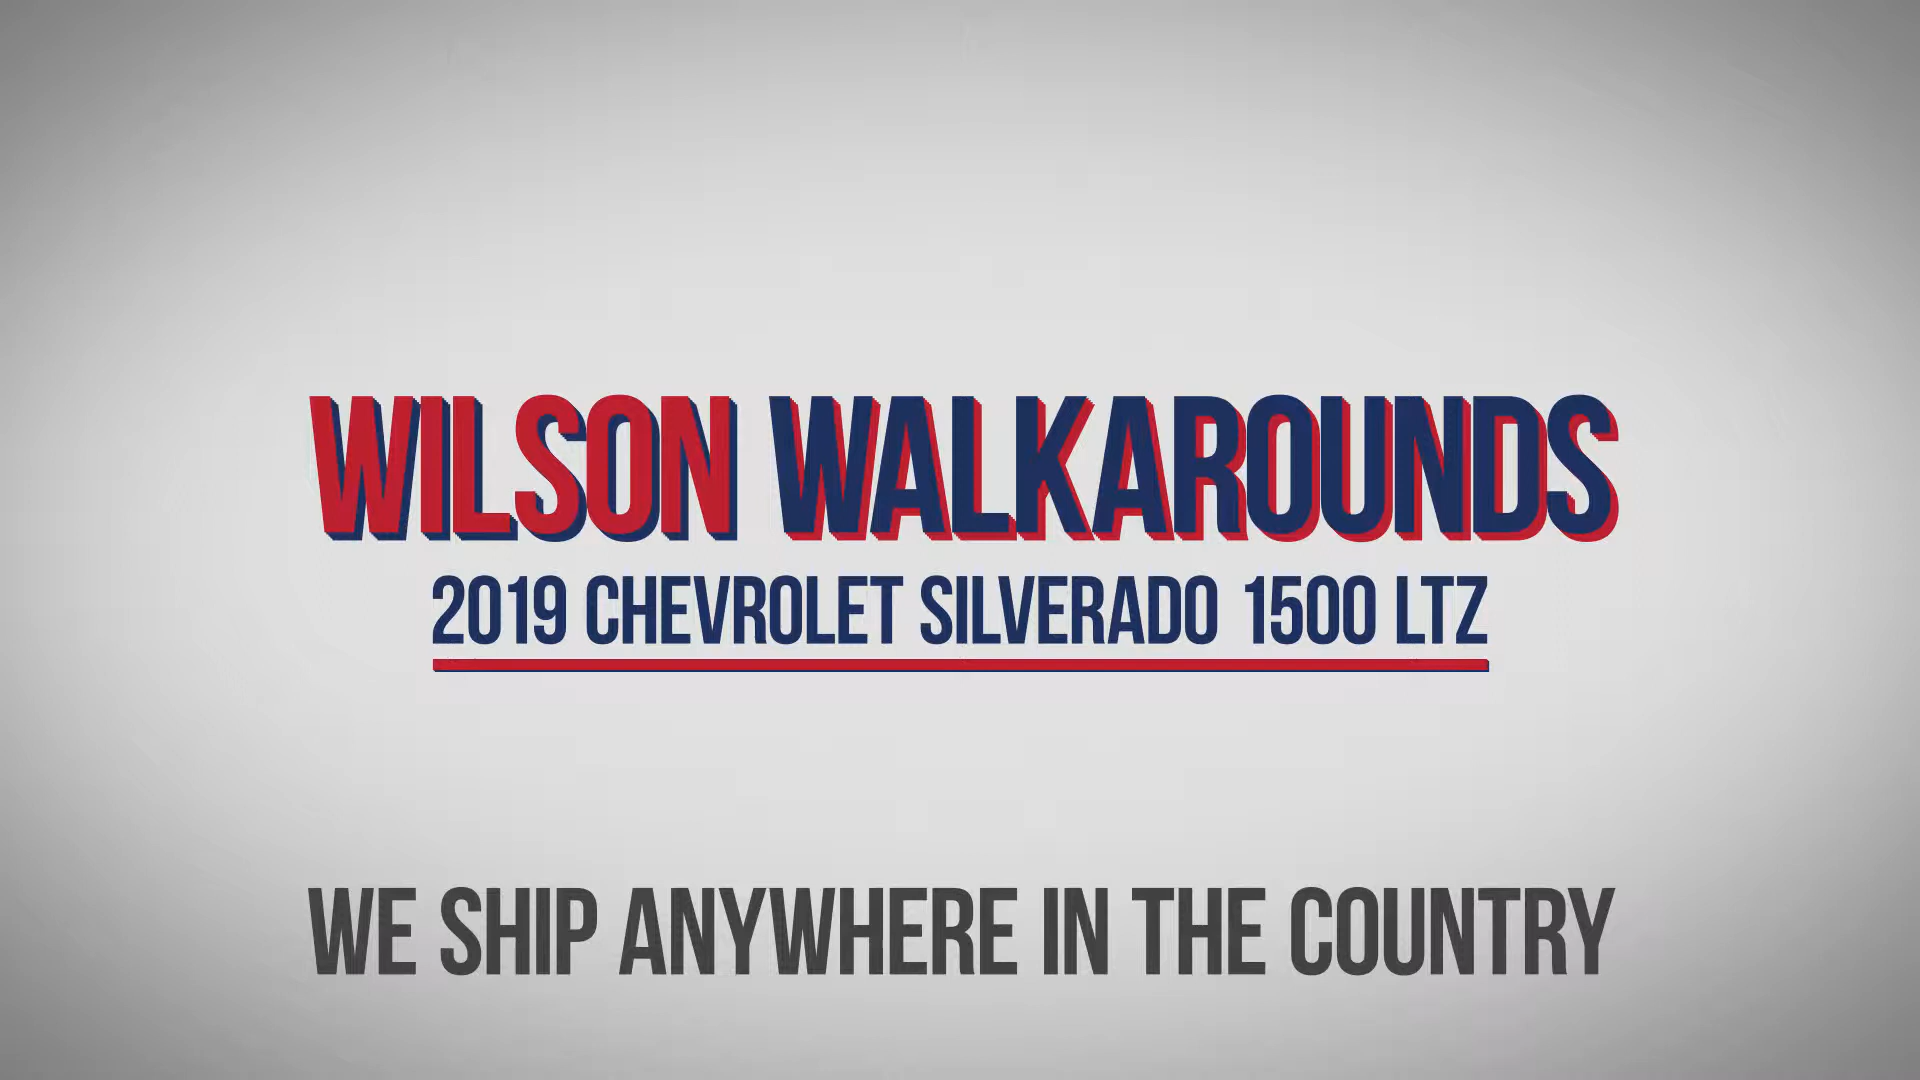 WILSON WALKAROUNDS
2019 CHEVROLET SILVERADO 1500 LTZ
WE SHIP ANYWHERE IN THE COUNTRY